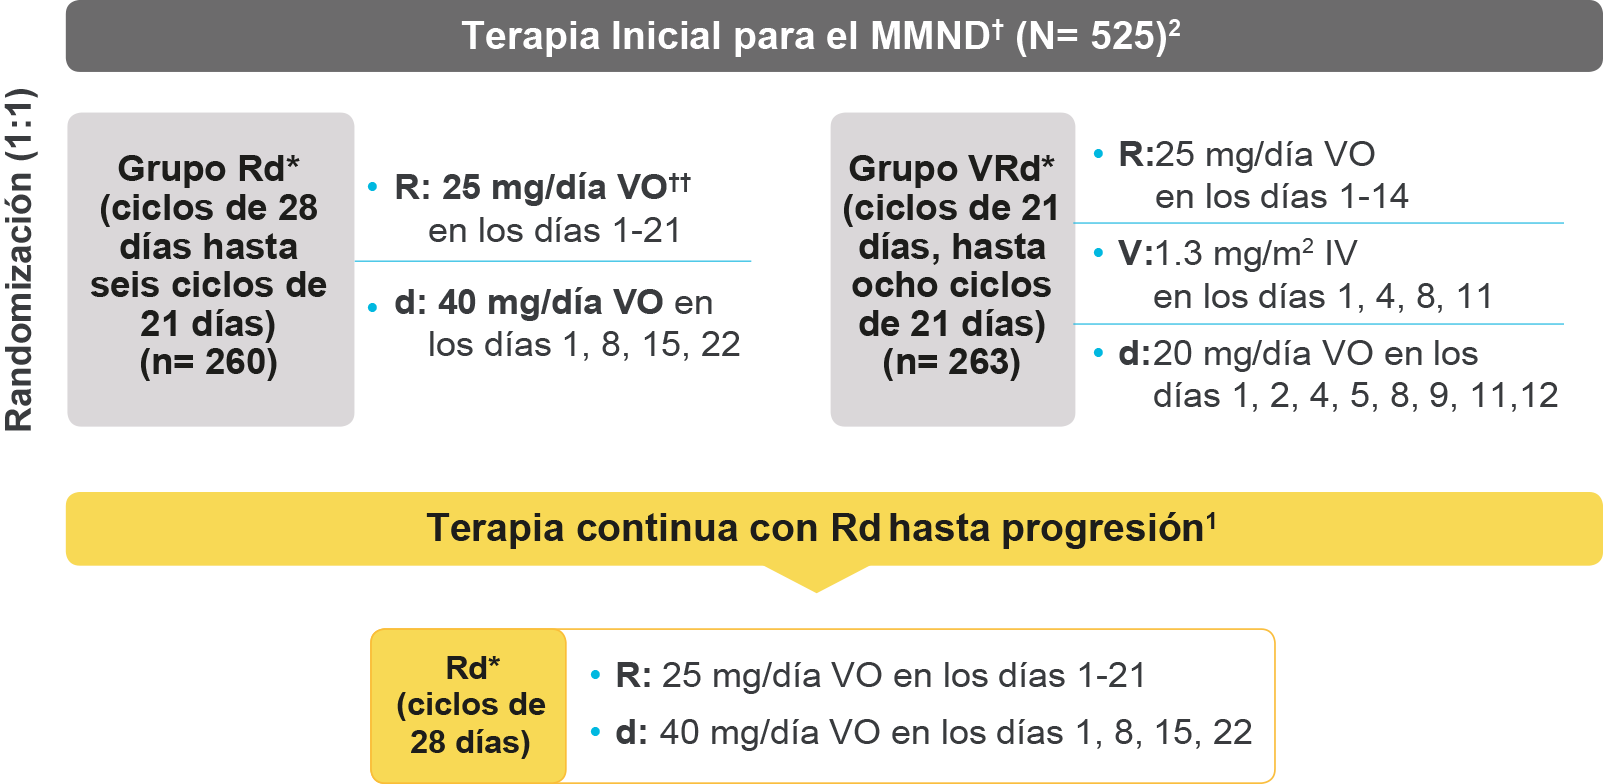 Terapia Inicial para el MMND† (N= 525)²
Randomización (1:1)
Grupo Rd*
(ciclos de 28
días hasta
seis ciclos de
21 días)
(n= 260)
• R: 25 mg/día VO††
en los días 1-21
• d: 40 mg/día VO en
los días 1, 8, 15, 22
Grupo VRd*
(ciclos de 21
días, hasta
ocho ciclos
de 21 días)
(n= 263)
• R:25 mg/día VO
en los días 1-14
• V:1.3 mg/m² IV
en los días 1, 4, 8, 11
• d:20 mg/día VO en los
días 1, 2, 4, 5, 8, 9, 11,12
Terapia continua con Rd hasta progresión¹
Rd*
(ciclos de
28 días)
• R: 25 mg/día VO en los días 1-21
• d: 40 mg/día VO en los días 1, 8, 15, 22